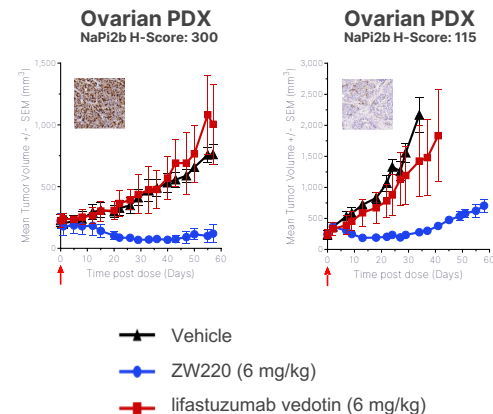 Ovarian PDX
NaPi2b H-Score: 300
Mean Tumor Volume +/- SEM (mm³)
1,500
1,000
500
0
0 10 20 30 40 50 60
Time post dose (Days)
Ovarian PDX
NaPi2b H-Score: 115
Mean Tumor Volume +/- SEM (mm³)
3,000
2,500
2,000
1,500
1,000
500
0
0 10 20 30 40 50 60
Time post dose (Days)
Vehicle
ZW220 (6 mg/kg)
lifastuzumab vedotin (6 mg/kg)